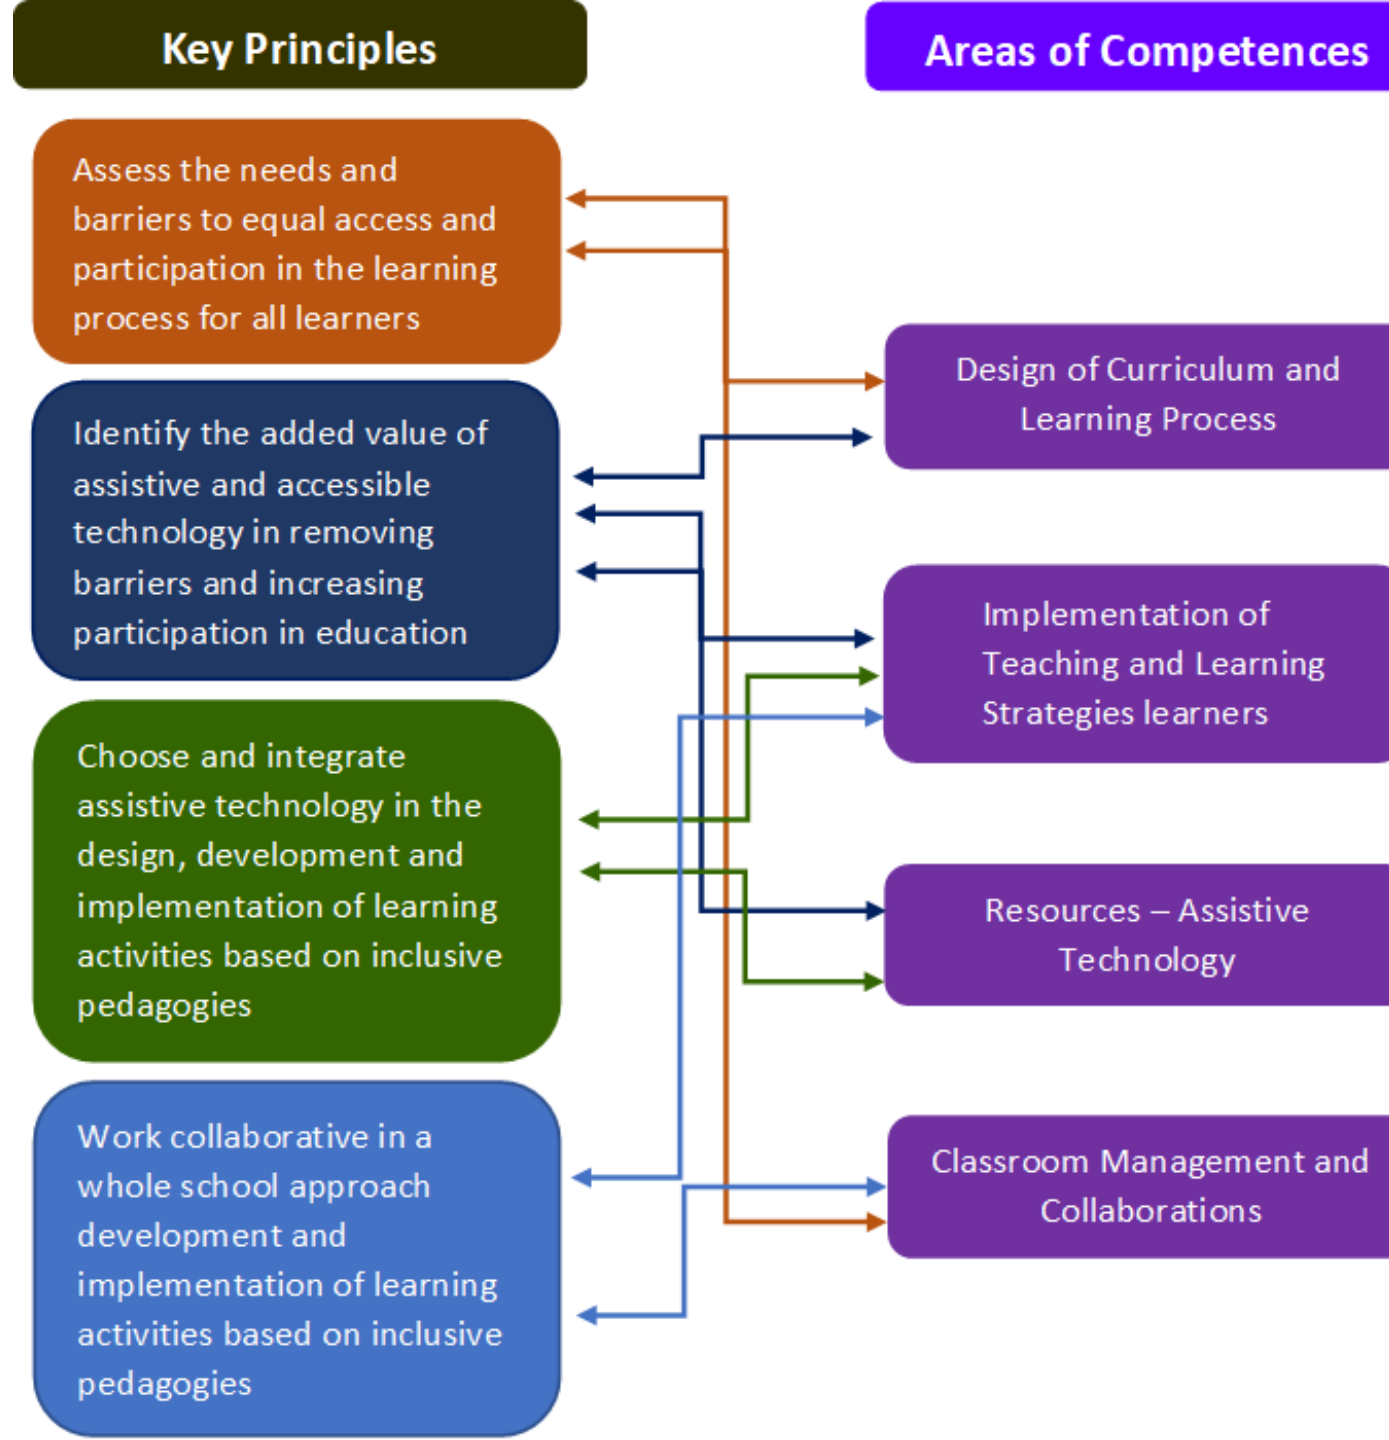 Key Principles
Areas of Competences
Assess the needs and
barriers to equal access and
participation in the learning
process for all learners
Identify the added value of
assistive and accessible
technology in removing
barriers and increasing
participation in education
Choose and integrate
assistive technology in the
design, development and
implementation of learning
activities based on inclusive
pedagogies
Work collaborative in a
whole school approach
development and
implementation of learning
activities based on inclusive
pedagogies
Design of Curriculum and
Learning Process
Implementation of
Teaching and Learning
Strategies learners
Resources – Assistive
Technology
Classroom Management and
Collaborations